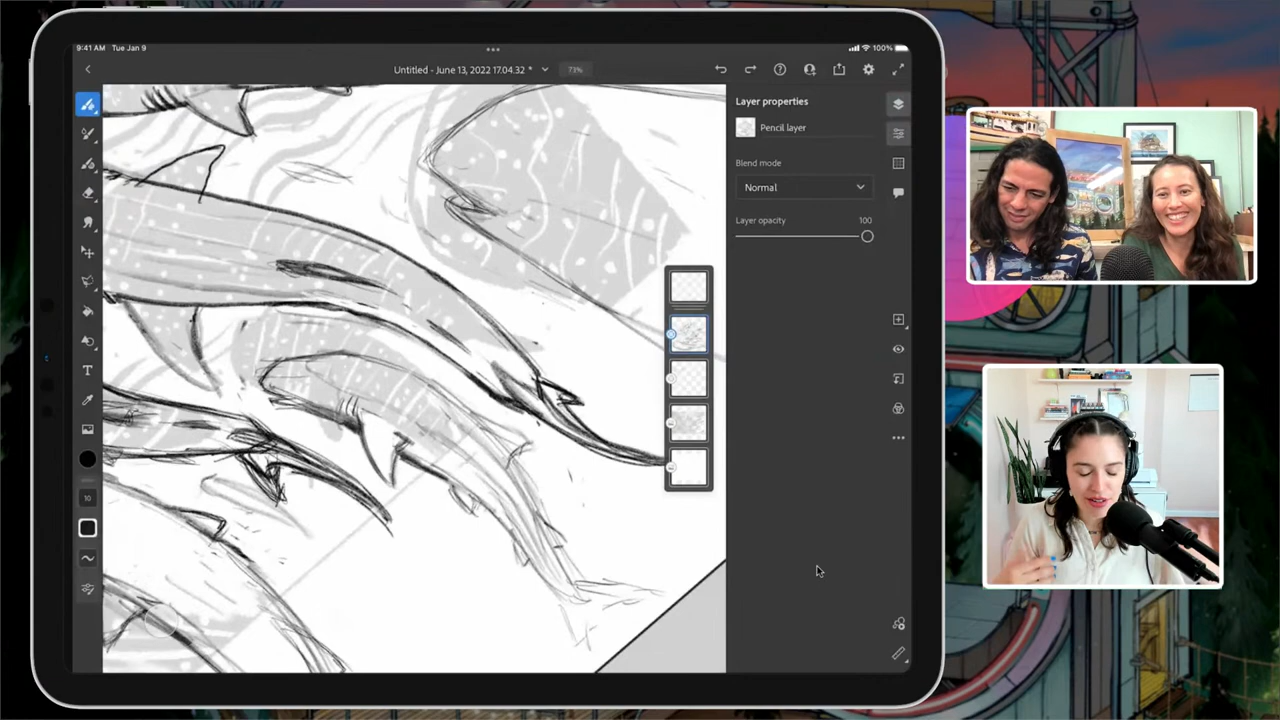 9:41 AM Tue Jan 9
100%
Untitled - June 13, 2022 17.04.32 *
73%
Layer properties
Pencil layer
Blend mode
Normal
Layer opacity 100
T
10